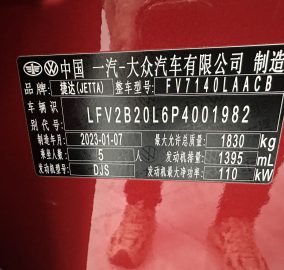 中国 一汽-大众汽车有限公司 制造
品牌: 捷达(JETTA) 整车型号: FV7140LAACB
车辆识别代号: LFV2B20L6P4001982
制造年月: 2023-01-07 最大允许总质量: 1830 kg
乘坐人数: 5 人 发动机排量: 1395 mL
发动机型号: DJS 发动机最大净功率: 110 kW